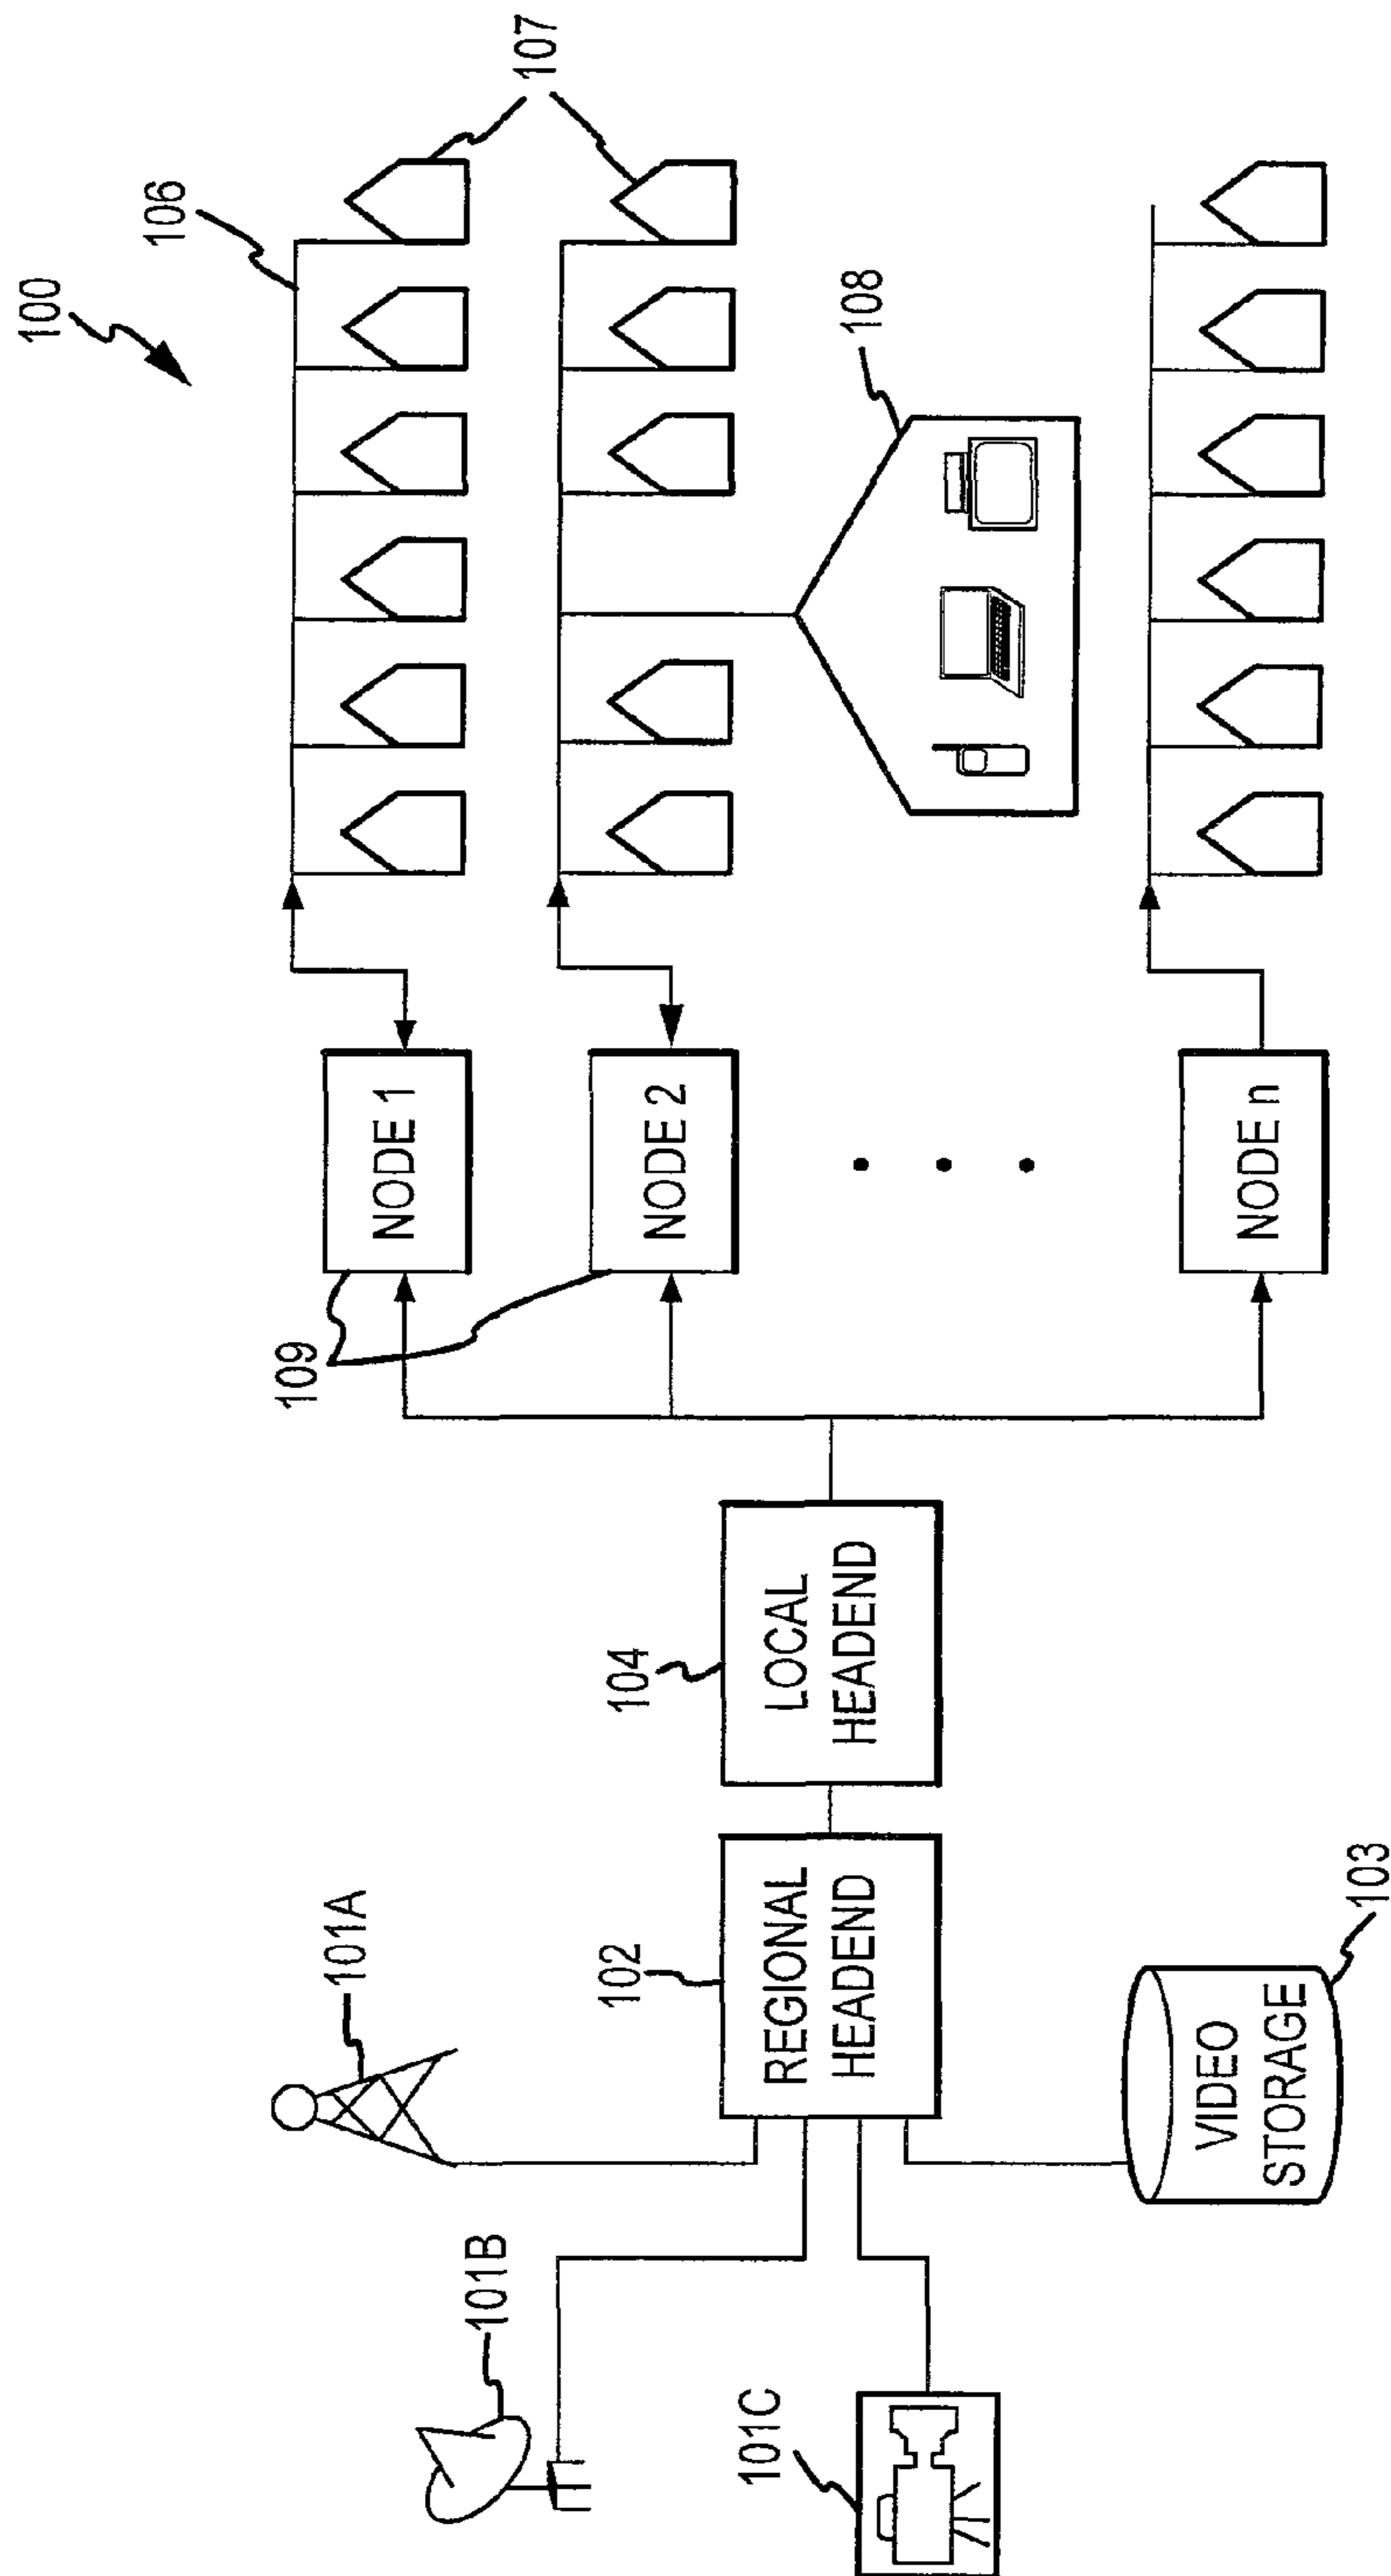 100
106
107
101A
109
NODE 1
101B
NODE 2
108
102
104
REGIONAL
HEADEND
LOCAL
HEADEND
101C
VIDEO
STORAGE
103
NODE n